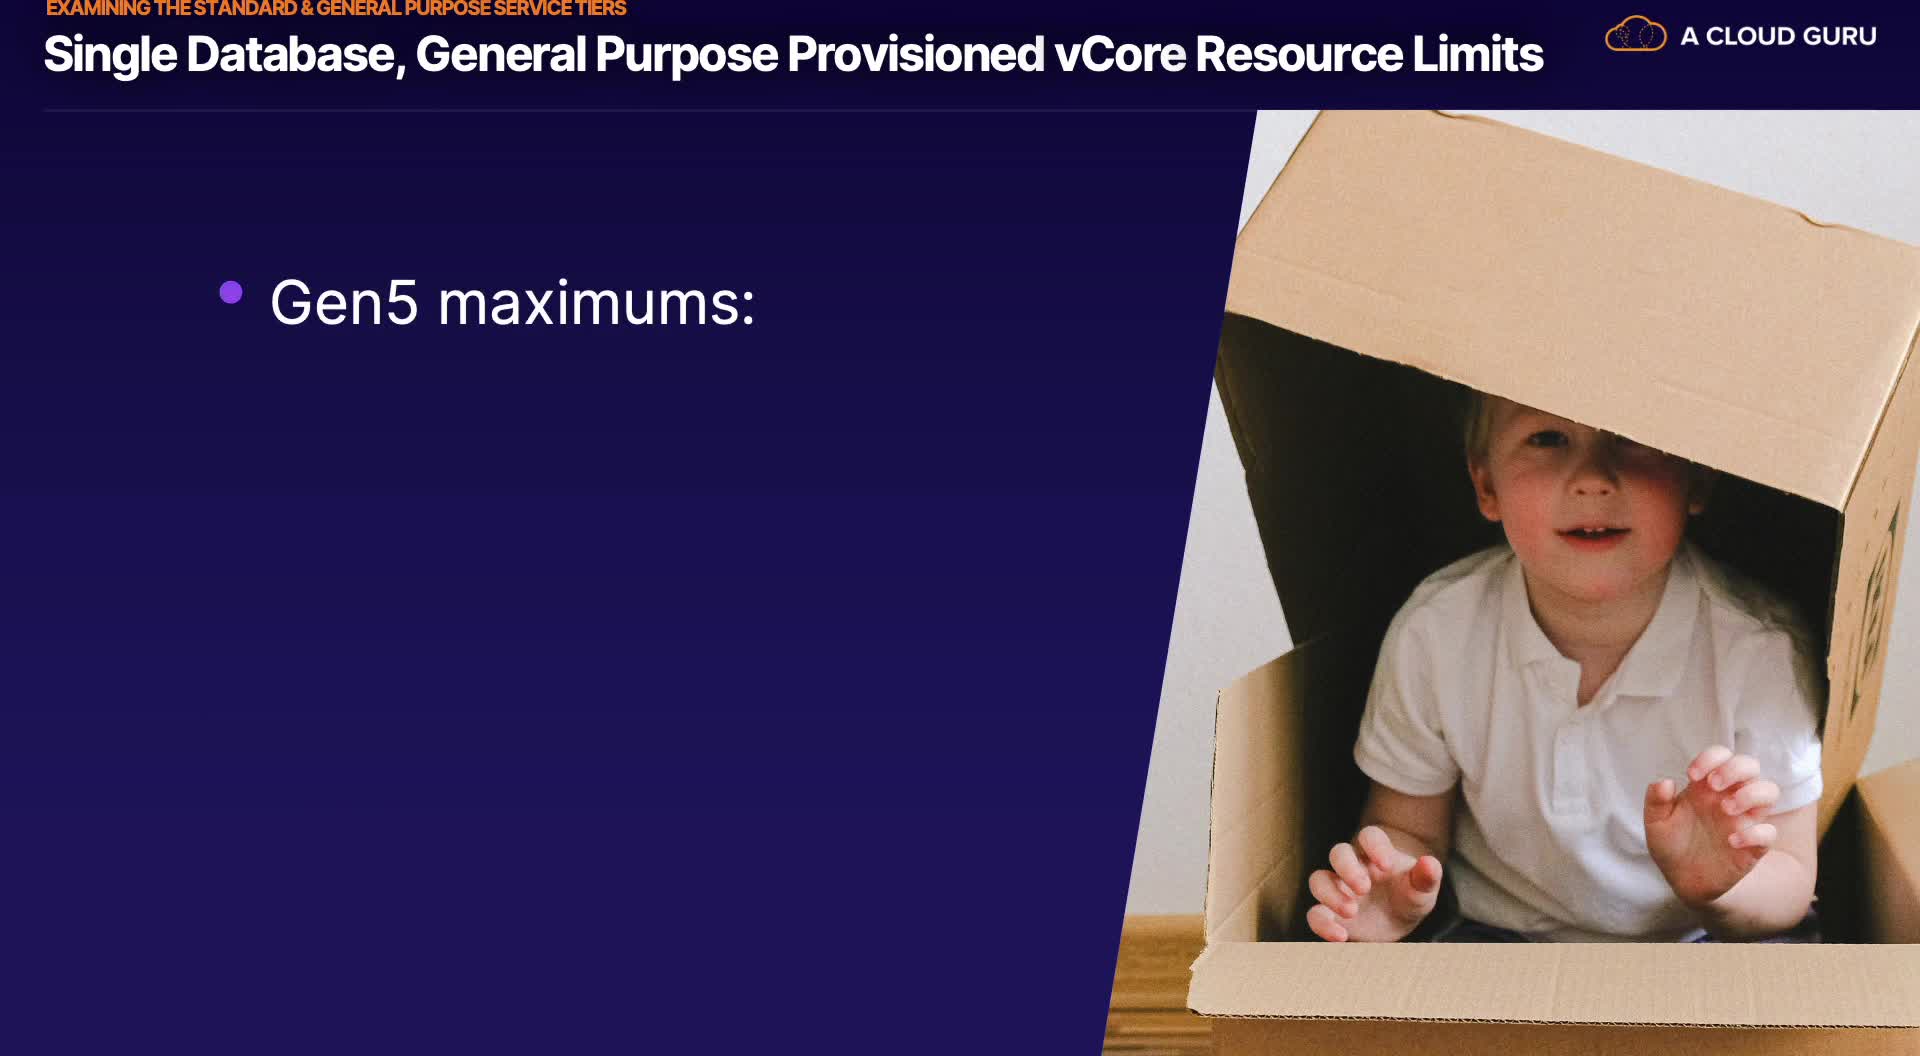 EXAMINING THE STANDARD & GENERAL PURPOSE SERVICE TIERS
Single Database, General Purpose Provisioned vCore Resource Limits
A CLOUD GURU
Gen5 maximums: